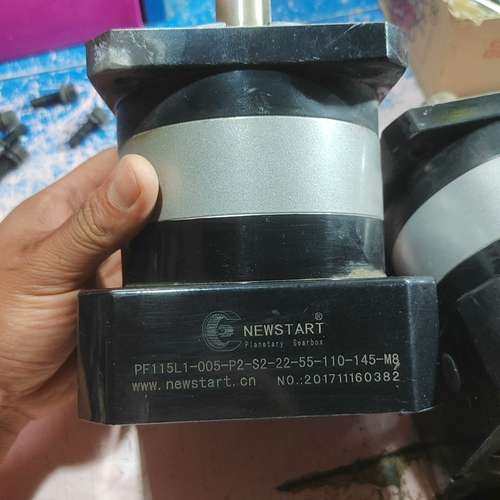 NEWSTART®
Planetary Gearbox
PF115L1-005-P2-S2-22-55-110-145-M8
www.newstart.cn NO.:201711160382